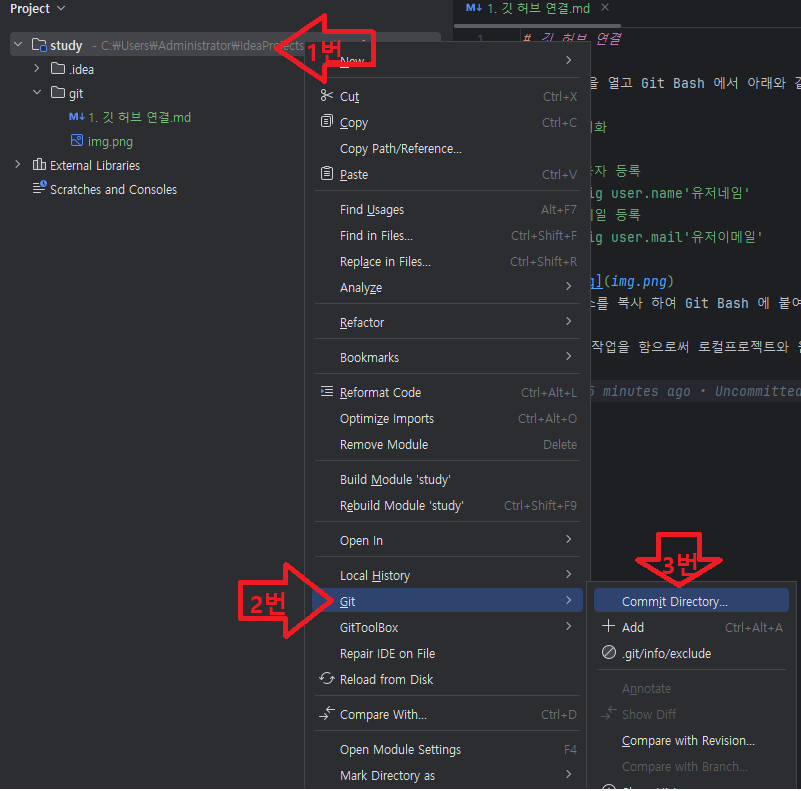 Project
study - C:₩Users₩Administrator₩IdeaProjects
.idea
git
1. 깃 허브 연결.md
img.png
External Libraries
Scratches and Consoles
1. 깃 허브 연결.md
1 # 깃 허브 연결
을 열고 Git Bash 에서 아래와 같
화
자 등록
ig user.name'유저네임'
일 등록
ig user.mail'유저이메일'
g](img.png)
를 복사 하여 Git Bash 에 붙여
작업을 함으로써 로컬프로젝트와 원
minutes ago • Uncommitted
1번
New
Cut Ctrl+X
Copy Ctrl+C
Copy Path/Reference...
Paste Ctrl+V
Find Usages Alt+F7
Find in Files... Ctrl+Shift+F
Replace in Files... Ctrl+Shift+R
Analyze
Refactor
Bookmarks
Reformat Code Ctrl+Alt+L
Optimize Imports Ctrl+Alt+O
Remove Module Delete
Build Module 'study'
Rebuild Module 'study' Ctrl+Shift+F9
Open In
Local History
2번
Git
GitToolBox
Repair IDE on File
Reload from Disk
Compare With... Ctrl+D
Open Module Settings F4
Mark Directory as
3번
Commit Directory...
Add Ctrl+Alt+A
.git/info/exclude
Annotate
Show Diff
Compare with Revision...
Compare with Branch...